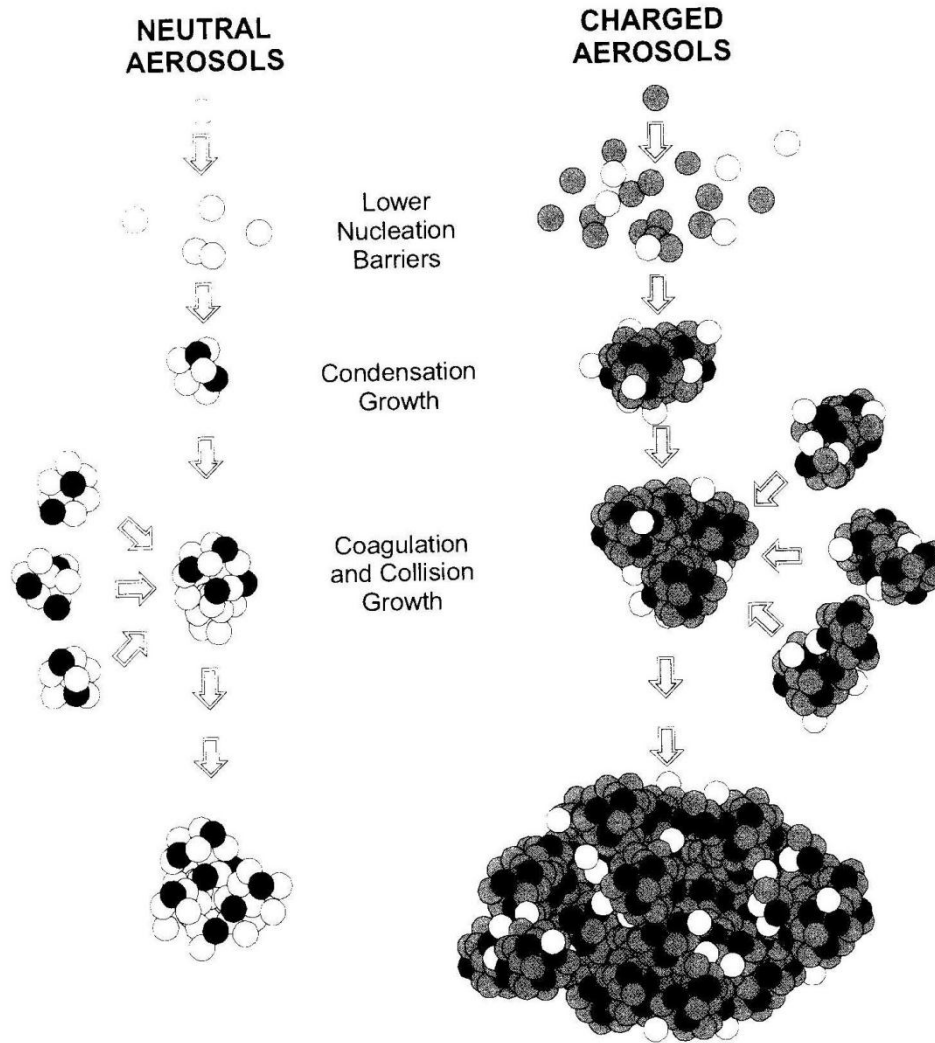 NEUTRAL
AEROSOLS
CHARGED
AEROSOLS
Lower
Nucleation
Barriers
Condensation
Growth
Coagulation
and Collision
Growth